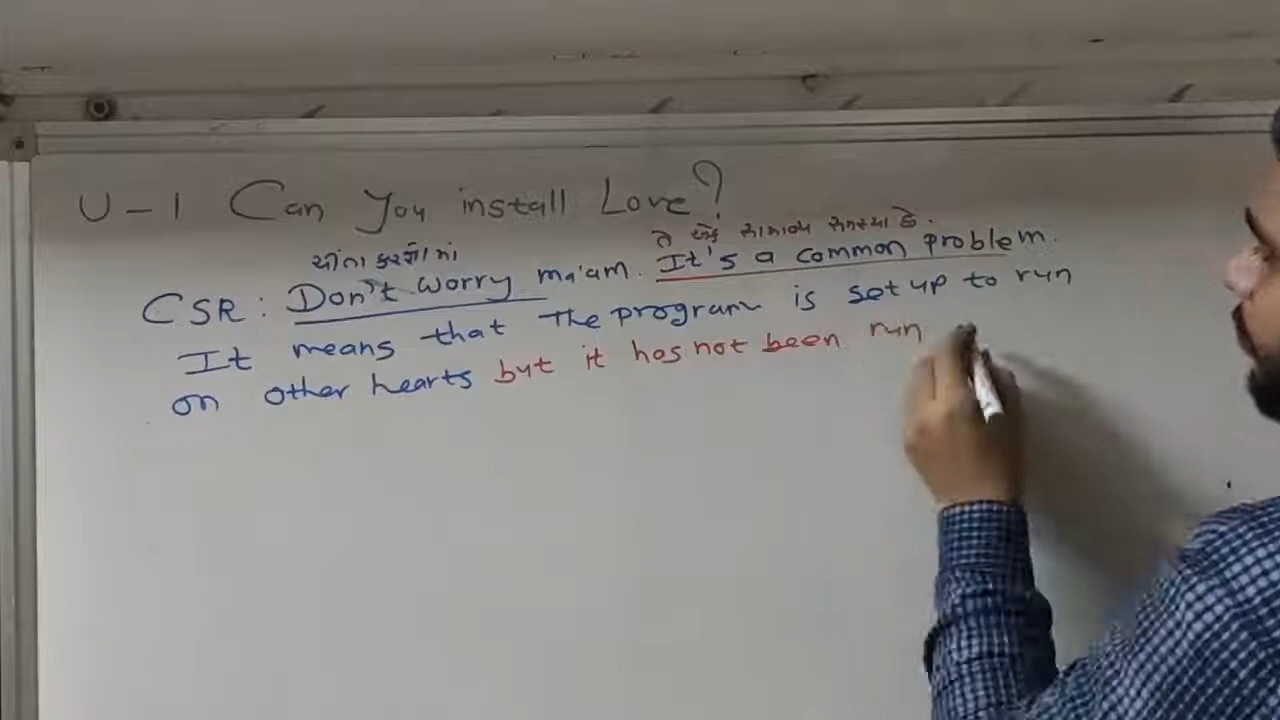 U-1 Can You install Love?
ચીંતા કરશો માં
તે એક સામાન્ય સમસ્યા છે.
CSR: Don't worry ma'am. It's a common problem.
It means that The program is set up to run
on other hearts but it has not been run